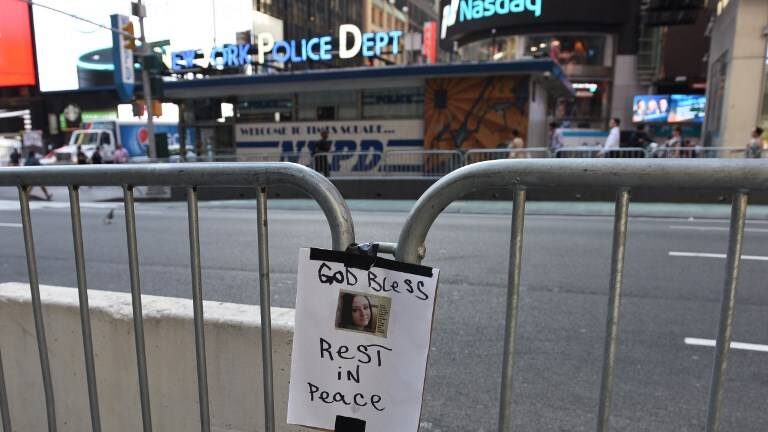 Nasdaq
NEW YORK POLICE DEPT
WELCOME TO TIMES SQUARE
NYPD
GOD BLESS
REST
iN
PEACE